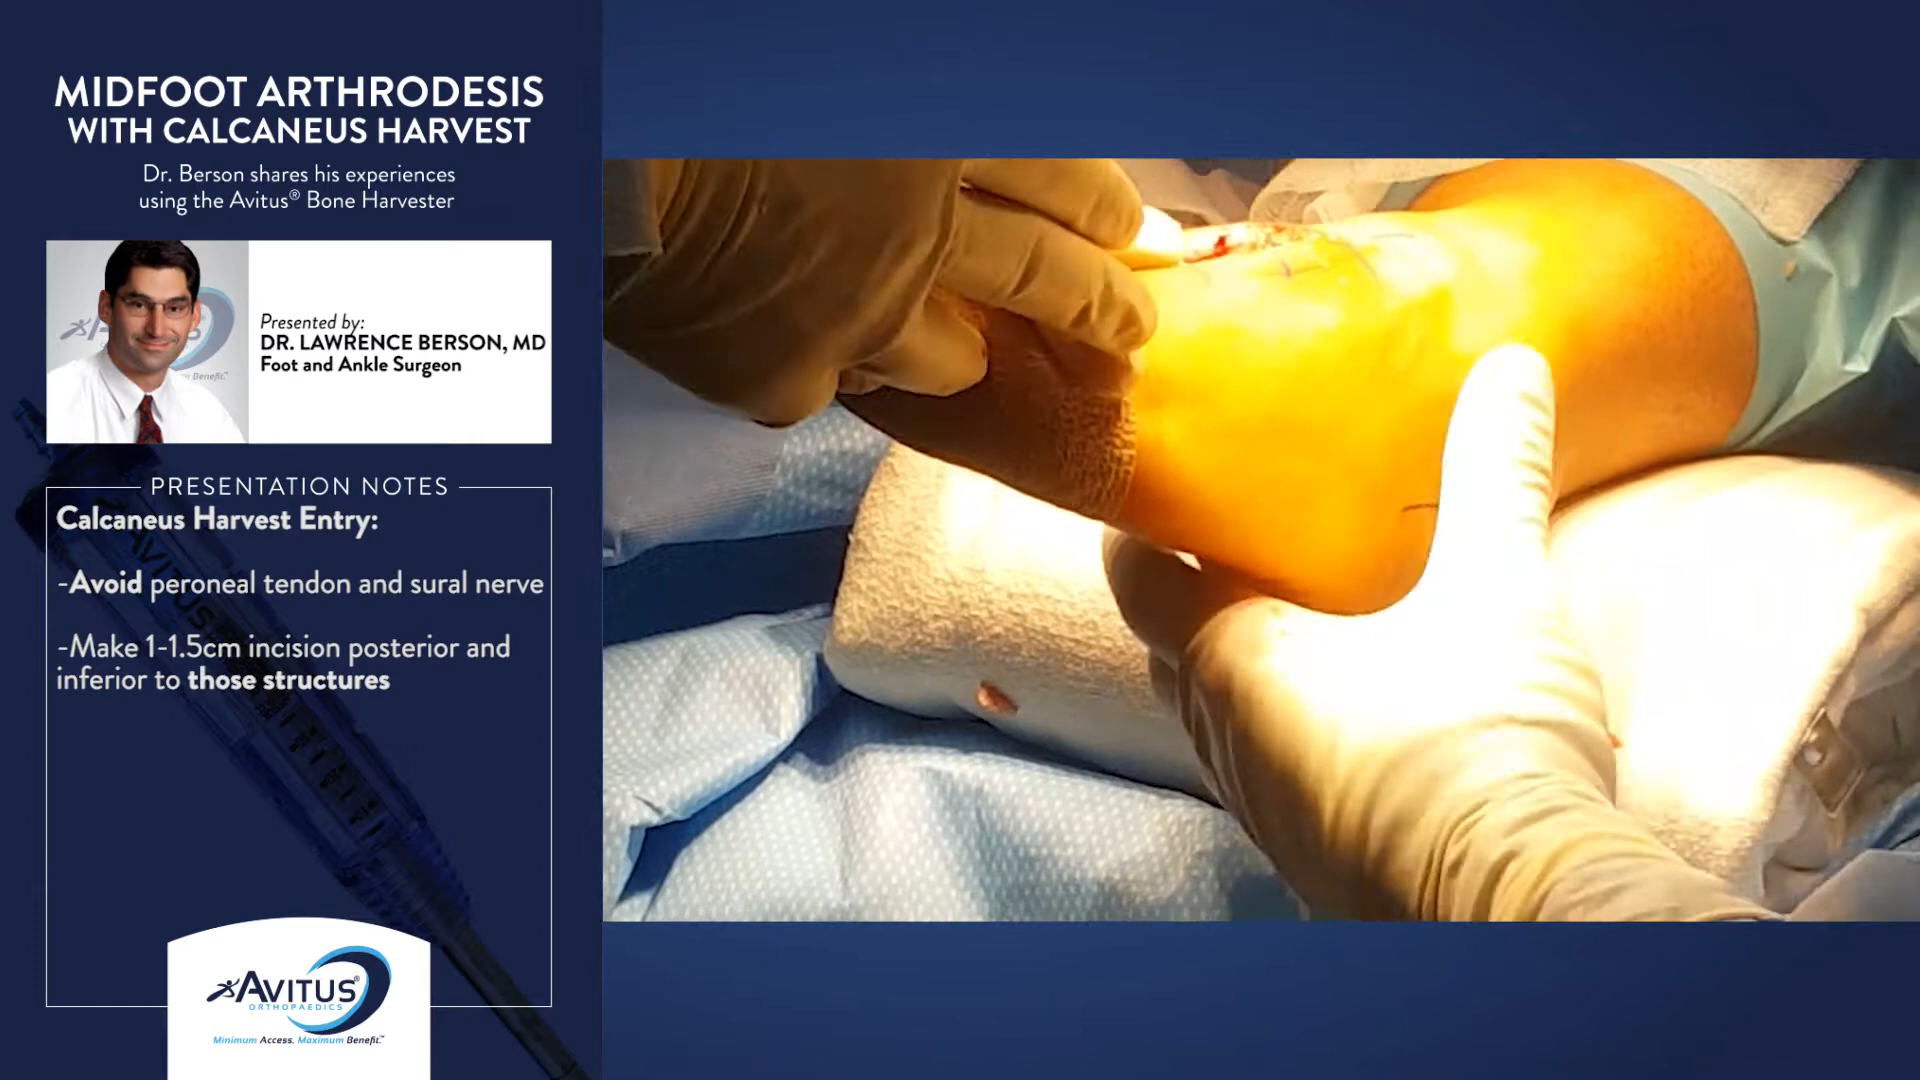 MIDFOOT ARTHRODESIS
WITH CALCANEUS HARVEST
Dr. Berson shares his experiences
using the Avitus® Bone Harvester
Presented by:
DR. LAWRENCE BERSON, MD
Foot and Ankle Surgeon
PRESENTATION NOTES
Calcaneus Harvest Entry:
-Avoid peroneal tendon and sural nerve
-Make 1-1.5cm incision posterior and
inferior to those structures
AVITUS
AVITUS®
ORTHOPAEDICS
Minimum Access. Maximum Benefit.™